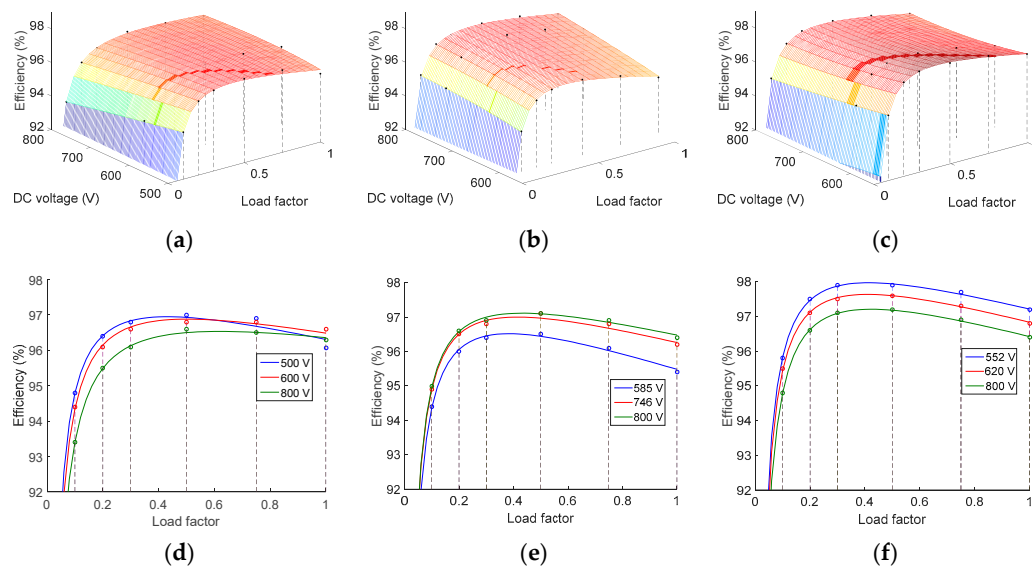 98
96
94
92
Efficiency (%)
800
700
600
500
DC voltage (V)
0
0.5
1
Load factor
(a)
98
96
94
92
Efficiency (%)
800
700
600
DC voltage (V)
0
0.5
1
Load factor
(b)
98
96
94
92
Efficiency (%)
800
700
600
DC voltage (V)
0
0.5
1
Load factor
(c)
98
97
96
95
94
93
92
Efficiency (%)
500 V
600 V
800 V
0
0.2
0.4
0.6
0.8
1
Load factor
(d)
98
97
96
95
94
93
92
Efficiency (%)
585 V
746 V
800 V
0
0.2
0.4
0.6
0.8
1
Load factor
(e)
98
97
96
95
94
93
92
Efficiency (%)
552 V
620 V
800 V
0
0.2
0.4
0.6
0.8
1
Load factor
(f)